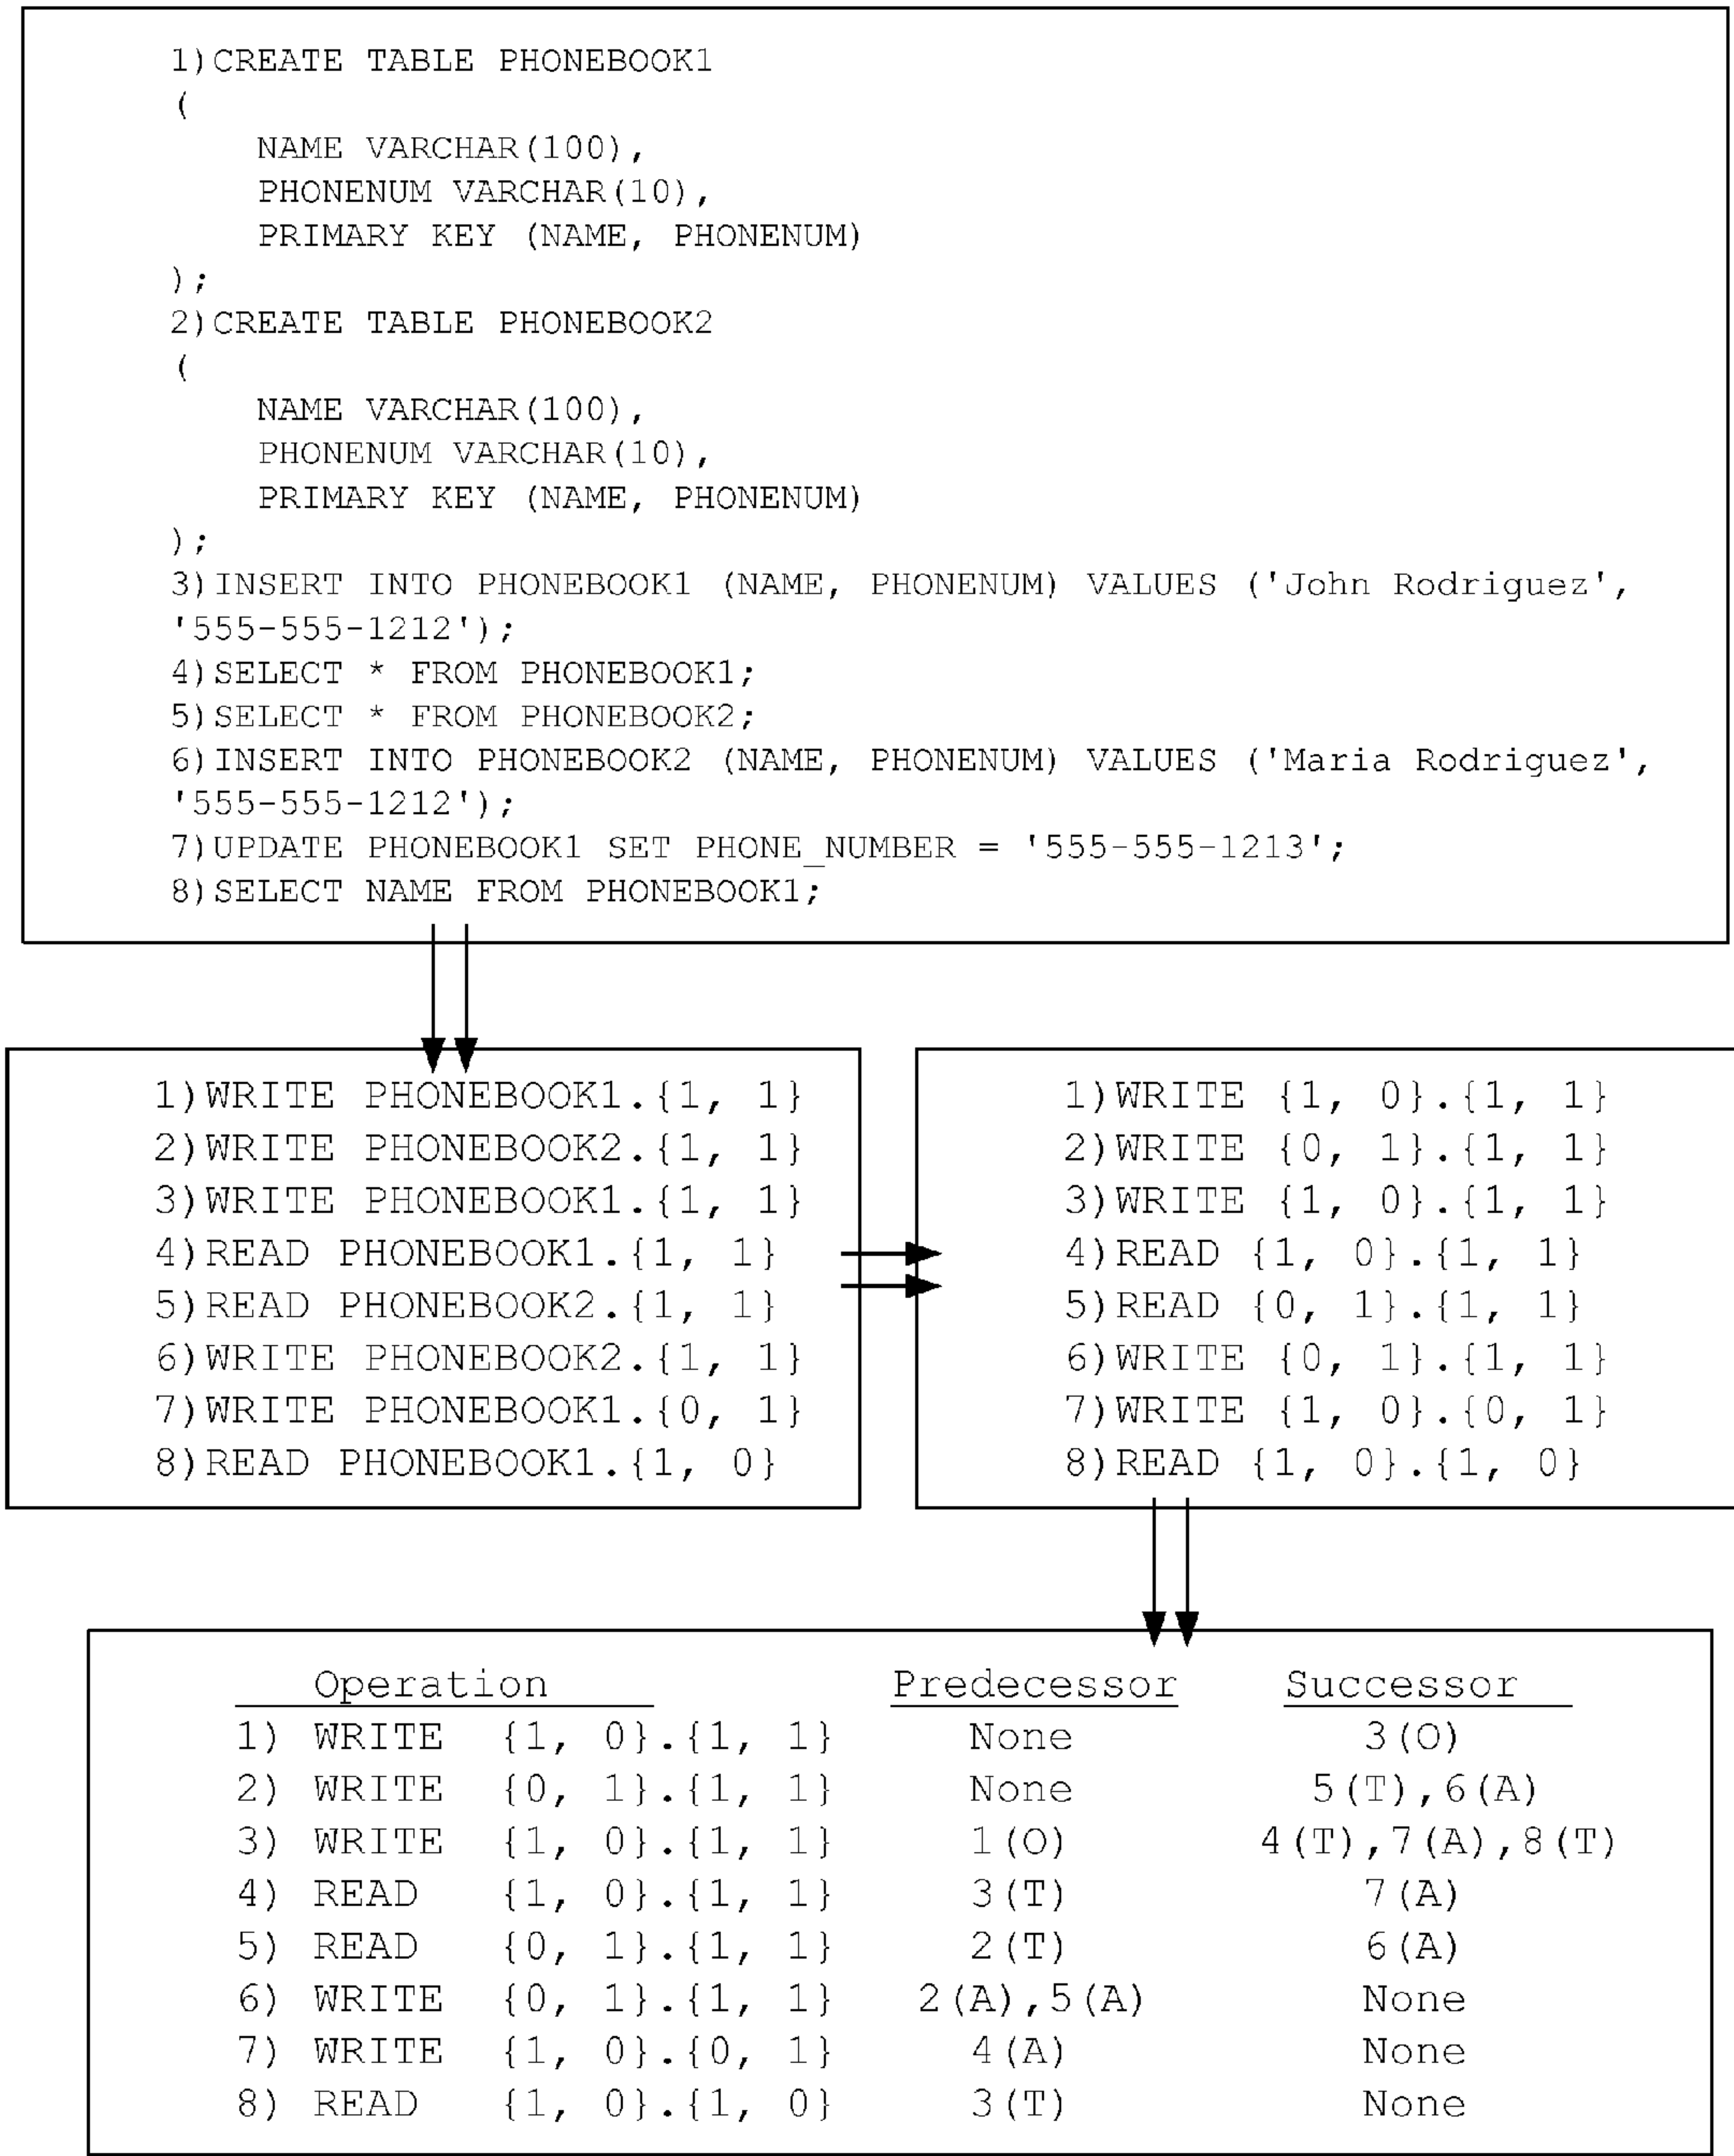 1)CREATE TABLE PHONEBOOK1
(
NAME VARCHAR(100),
PHONENUM VARCHAR(10),
PRIMARY KEY (NAME, PHONENUM)
);
2)CREATE TABLE PHONEBOOK2
(
NAME VARCHAR(100),
PHONENUM VARCHAR(10),
PRIMARY KEY (NAME, PHONENUM)
);
3)INSERT INTO PHONEBOOK1 (NAME, PHONENUM) VALUES ('John Rodriguez',
'555-555-1212');
4)SELECT * FROM PHONEBOOK1;
5)SELECT * FROM PHONEBOOK2;
6)INSERT INTO PHONEBOOK2 (NAME, PHONENUM) VALUES ('Maria Rodriguez',
'555-555-1212');
7)UPDATE PHONEBOOK1 SET PHONE_NUMBER = '555-555-1213';
8)SELECT NAME FROM PHONEBOOK1;
1)WRITE PHONEBOOK1.{1, 1}
2)WRITE PHONEBOOK2.{1, 1}
3)WRITE PHONEBOOK1.{1, 1}
4)READ PHONEBOOK1.{1, 1}
5)READ PHONEBOOK2.{1, 1}
6)WRITE PHONEBOOK2.{1, 1}
7)WRITE PHONEBOOK1.{0, 1}
8)READ PHONEBOOK1.{1, 0}
1)WRITE {1, 0}.{1, 1}
2)WRITE {0, 1}.{1, 1}
3)WRITE {1, 0}.{1, 1}
4)READ {1, 0}.{1, 1}
5)READ {0, 1}.{1, 1}
6)WRITE {0, 1}.{1, 1}
7)WRITE {1, 0}.{0, 1}
8)READ {1, 0}.{1, 0}
Operation Predecessor Successor
1) WRITE {1, 0}.{1, 1} None 3(O)
2) WRITE {0, 1}.{1, 1} None 5(T),6(A)
3) WRITE {1, 0}.{1, 1} 1(O) 4(T),7(A),8(T)
4) READ {1, 0}.{1, 1} 3(T) 7(A)
5) READ {0, 1}.{1, 1} 2(T) 6(A)
6) WRITE {0, 1}.{1, 1} 2(A),5(A) None
7) WRITE {1, 0}.{0, 1} 4(A) None
8) READ {1, 0}.{1, 0} 3(T) None